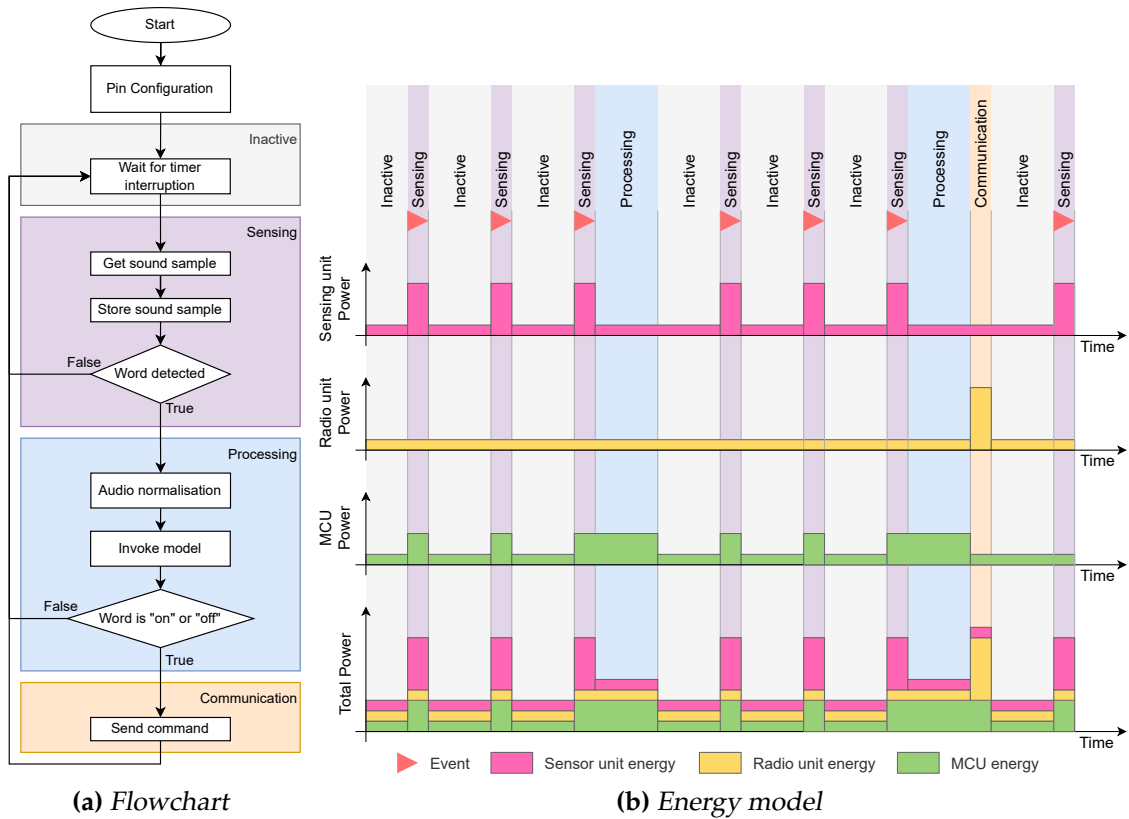 Start
Pin Configuration
Inactive
Wait for timer
interruption
Sensing
Get sound sample
Store sound sample
False
Word detected
True
Processing
Audio normalisation
Invoke model
False
Word is "on" or "off"
True
Communication
Send command
(a) Flowchart
Inactive
Sensing
Inactive
Sensing
Inactive
Sensing
Processing
Inactive
Sensing
Inactive
Sensing
Inactive
Sensing
Processing
Communication
Inactive
Sensing
Sensing unit
Power
Time
Radio unit
Power
Time
MCU
Power
Time
Total Power
Time
Event
Sensor unit energy
Radio unit energy
MCU energy
(b) Energy model